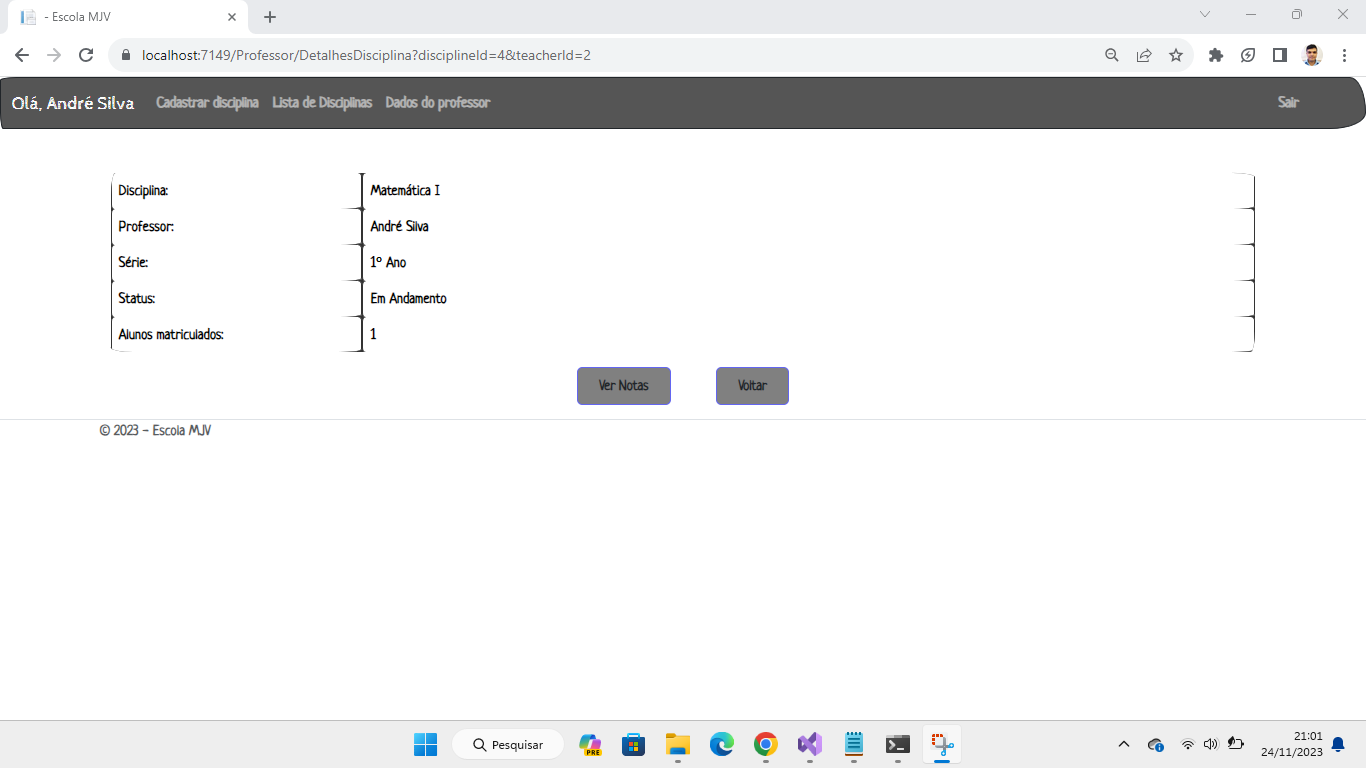 - Escola MJV
localhost:7149/Professor/DetalhesDisciplina?disciplineId=4&teacherId=2
Olá, André Silva Cadastrar disciplina Lista de Disciplinas Dados do professor Sair
Disciplina: Matemática I
Professor: André Silva
Série: 1º Ano
Status: Em Andamento
Alunos matriculados: 1
Ver Notas Voltar
© 2023 - Escola MJV
Pesquisar PRE 21:01
24/11/2023